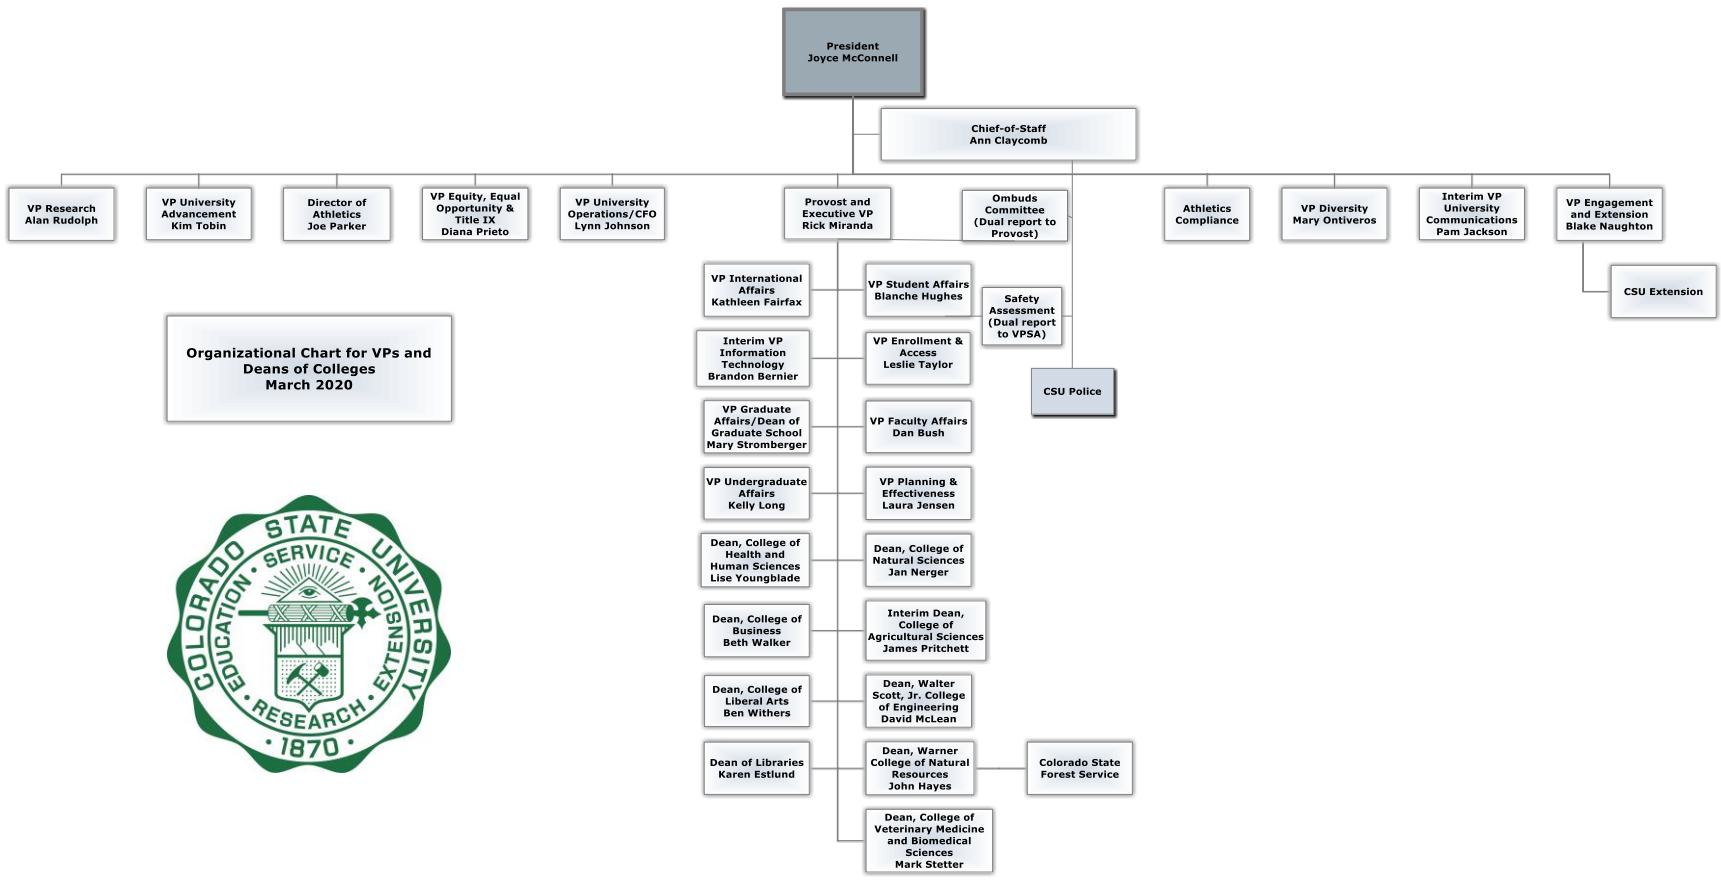 President
Joyce McConnell
Chief-of-Staff
Ann Claycomb
VP Research
Alan Rudolph
VP University
Advancement
Kim Tobin
Director of
Athletics
Joe Parker
VP Equity, Equal
Opportunity &
Title IX
Diana Prieto
VP University
Operations/CFO
Lynn Johnson
Provost and
Executive VP
Rick Miranda
Ombuds
Committee
(Dual report to
Provost)
Athletics
Compliance
VP Diversity
Mary Ontiveros
Interim VP
University
Communications
Pam Jackson
VP Engagement
and Extension
Blake Naughton
VP International
Affairs
Kathleen Fairfax
VP Student Affairs
Blanche Hughes
Safety
Assessment
(Dual report
to VPSA)
CSU Extension
Organizational Chart for VPs and
Deans of Colleges
March 2020
Interim VP
Information
Technology
Brandon Bernier
VP Enrollment &
Access
Leslie Taylor
CSU Police
VP Graduate
Affairs/Dean of
Graduate School
Mary Stromberger
VP Faculty Affairs
Dan Bush
VP Undergraduate
Affairs
Kelly Long
VP Planning &
Effectiveness
Laura Jensen
Dean, College of
Health and
Human Sciences
Lise Youngblade
Dean, College of
Natural Sciences
Jan Nerger
Dean, College of
Business
Beth Walker
Interim Dean,
College of
Agricultural Sciences
James Pritchett
Dean, College of
Liberal Arts
Ben Withers
Dean, Walter
Scott, Jr. College
of Engineering
David McLean
Dean of Libraries
Karen Estlund
Dean, Warner
College of Natural
Resources
John Hayes
Colorado State
Forest Service
Dean, College of
Veterinary Medicine
and Biomedical
Sciences
Mark Stetter
COLORADO STATE UNIVERSITY
EDUCATION • SERVICE • EXTENSION
• RESEARCH •
• 1870 •